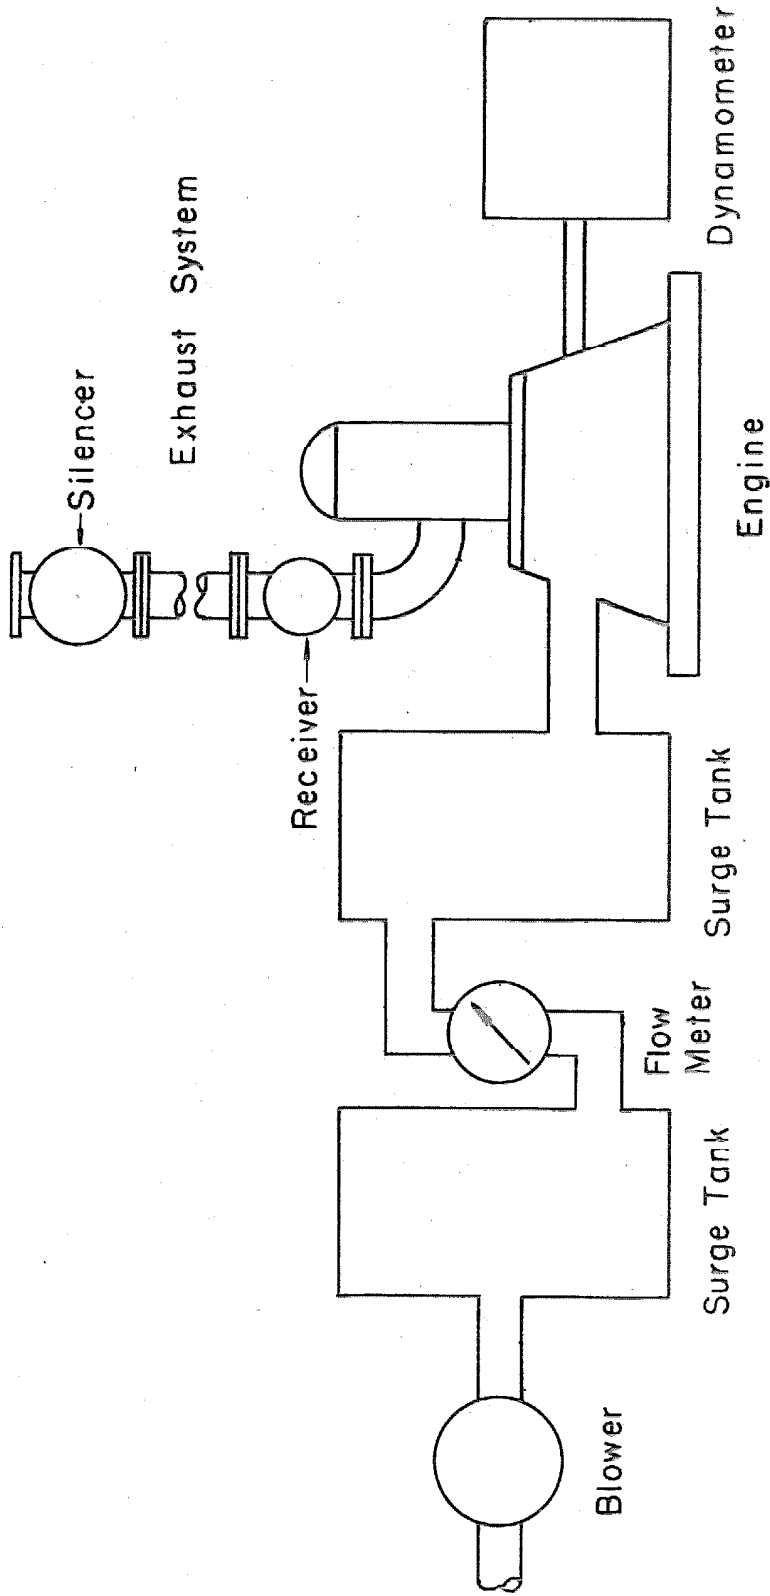 Silencer
Exhaust System
Receiver
Blower
Surge Tank
Flow
Meter
Surge Tank
Engine
Dynamometer